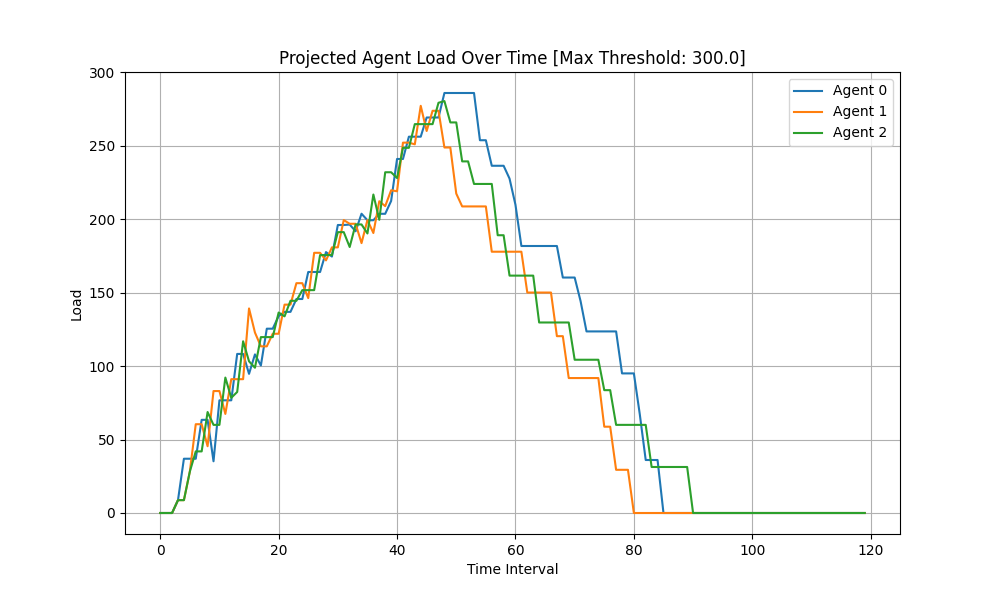 Projected Agent Load Over Time [Max Threshold: 300.0]
Agent 0
Agent 1
Agent 2
300
250
200
150
100
50
0
Load
0 20 40 60 80 100 120
Time Interval